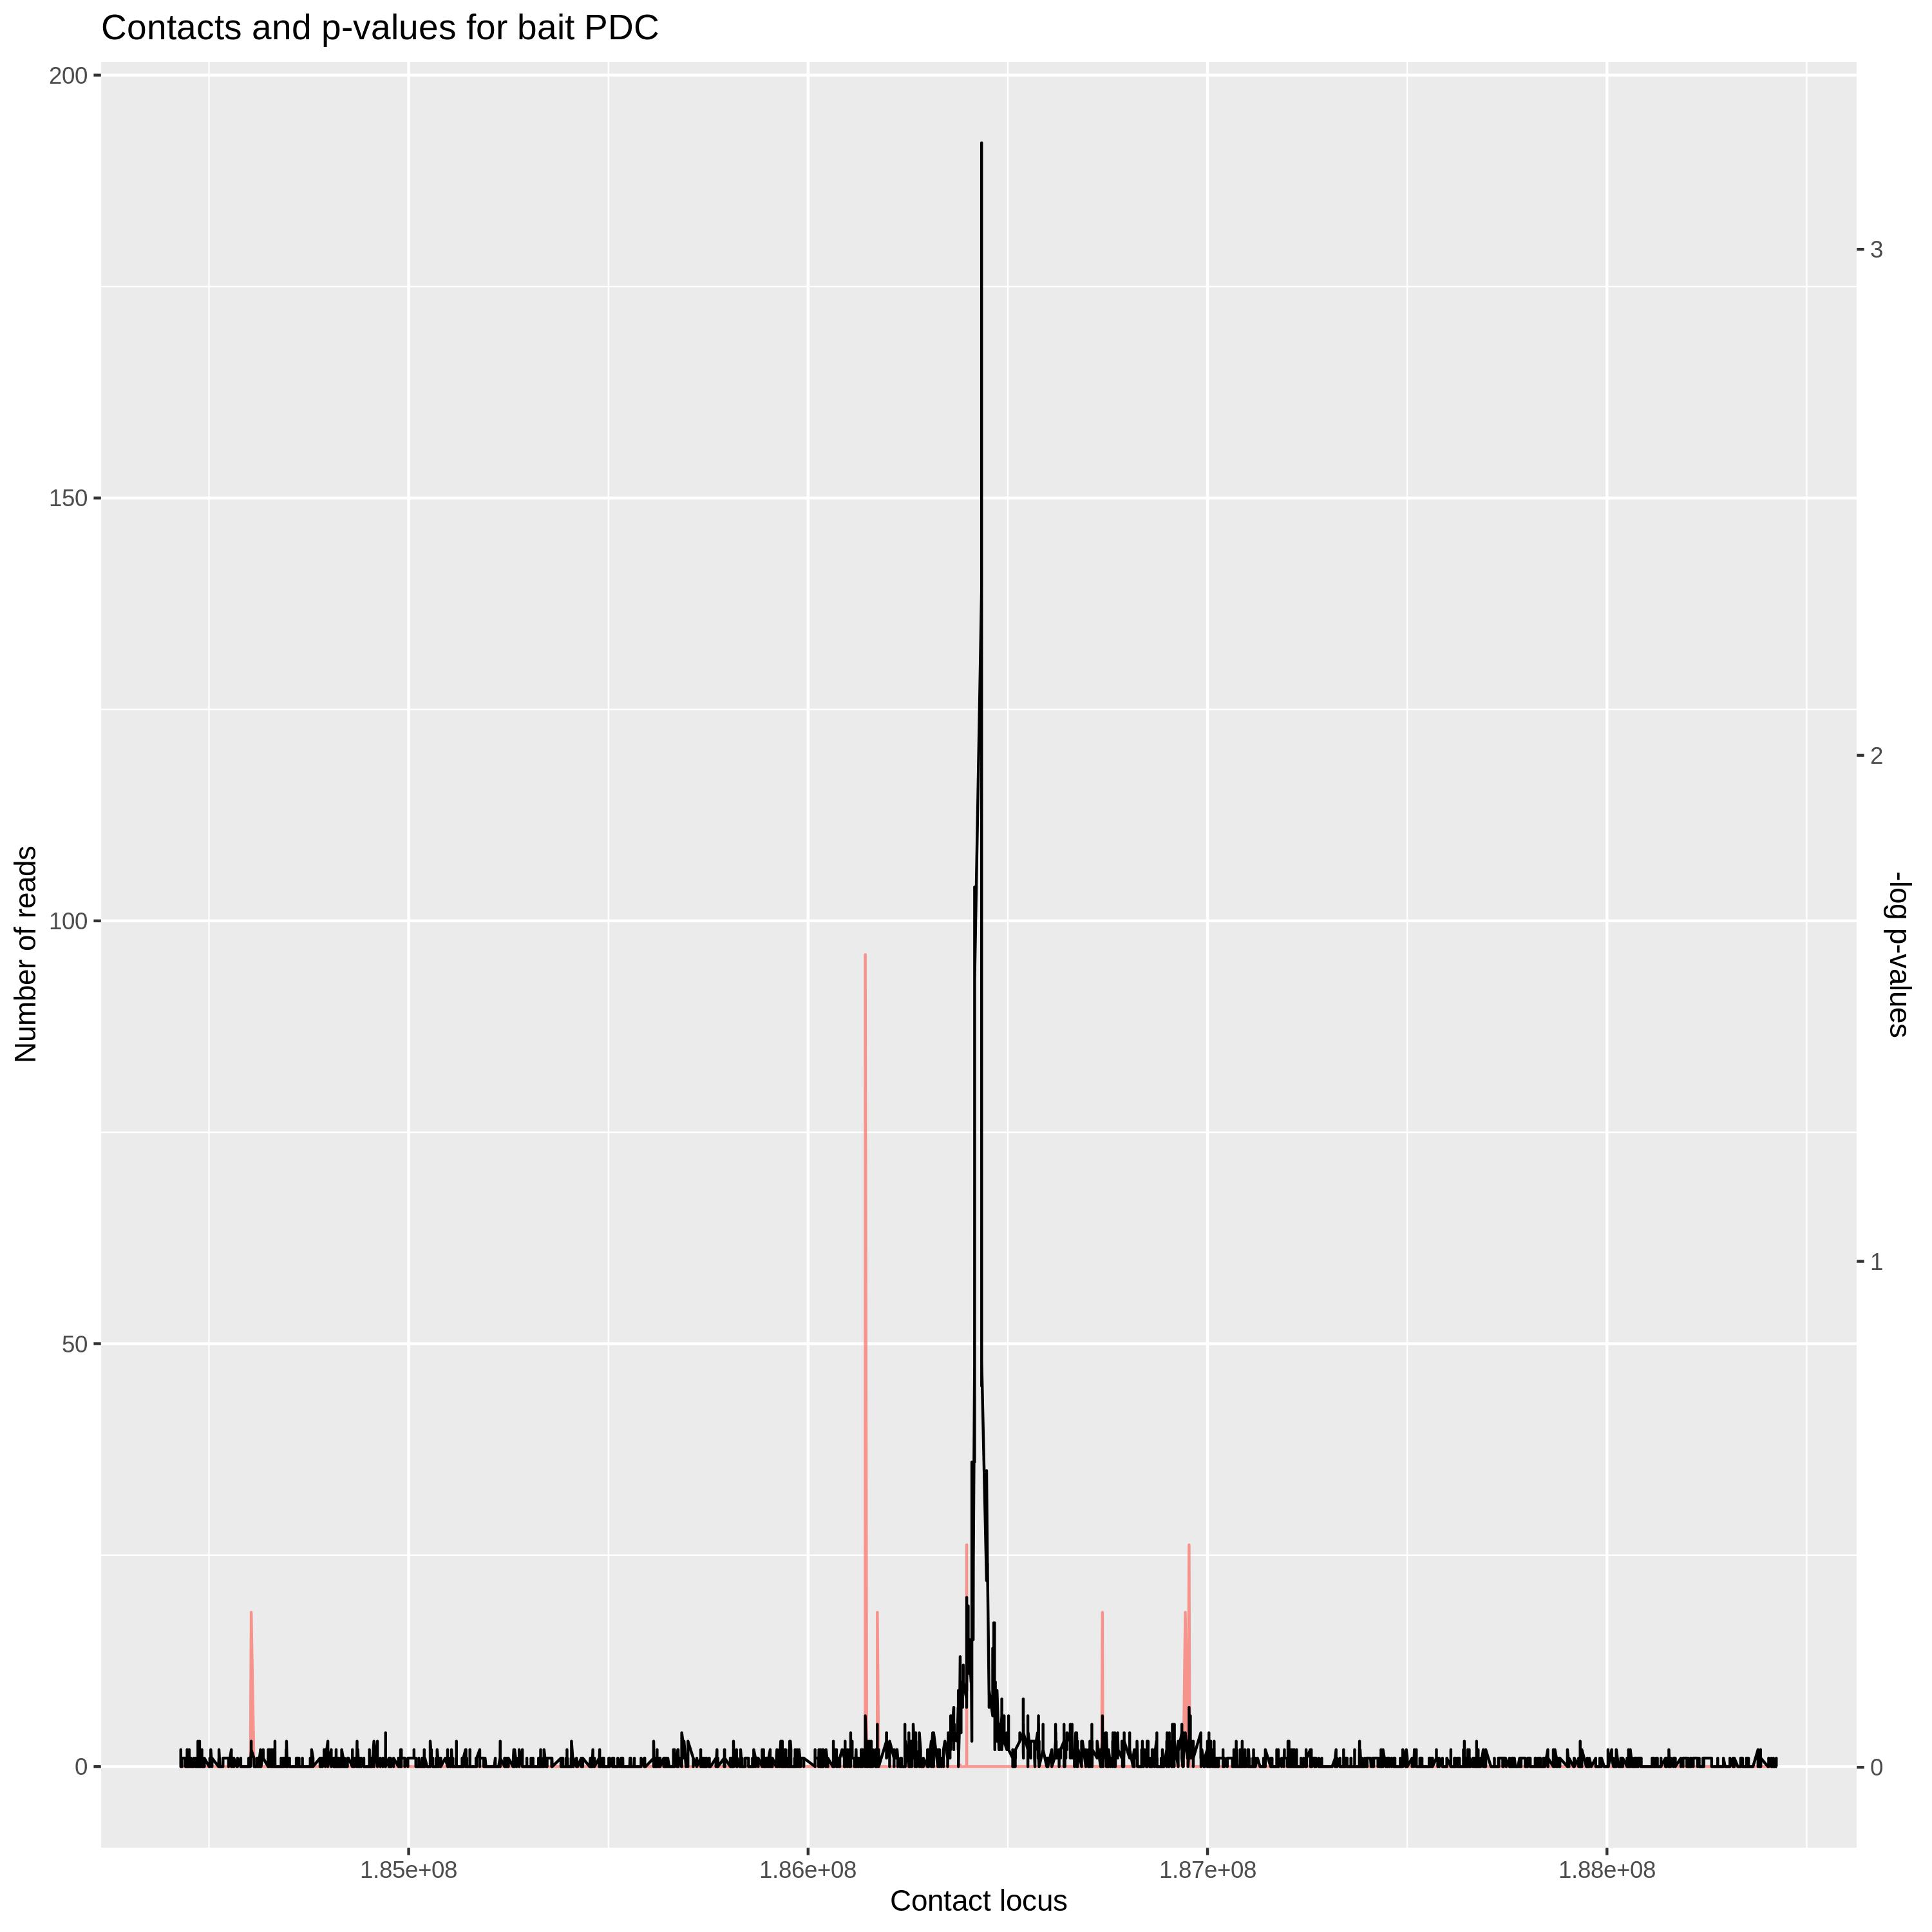 Contacts and p-values for bait PDC
200
150
100
50
0
Number of reads
3
2
1
0
-log p-values
1.85e+08
1.86e+08
1.87e+08
1.88e+08
Contact locus